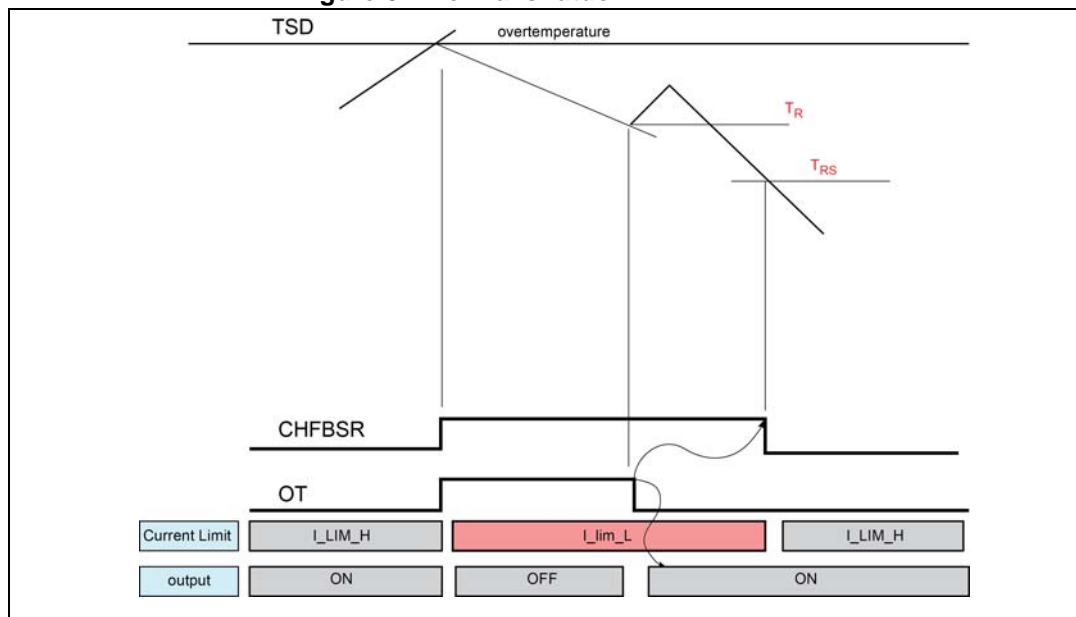 TSD
overtemperature
TR
TRS
CHFBSR
OT
Current Limit
I_LIM_H
I_lim_L
I_LIM_H
output
ON
OFF
ON